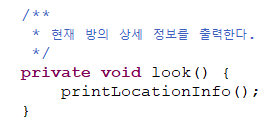 /**
 * 현재 방의 상세 정보를 출력한다.
 */
private void look() {
    printLocationInfo();
}